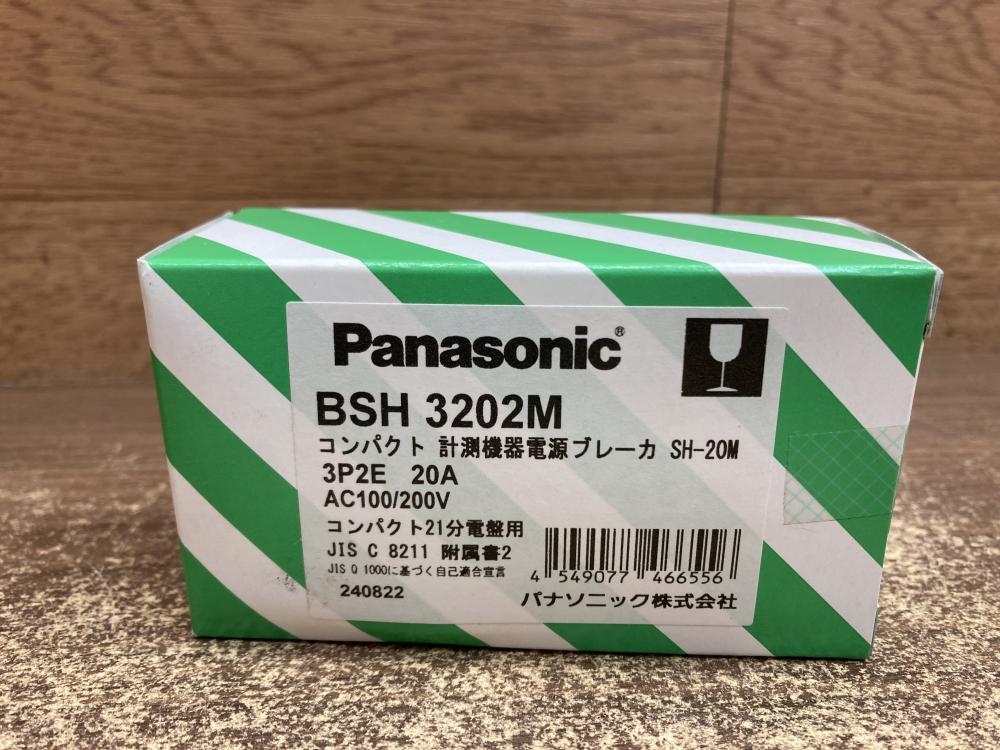 Panasonic®
BSH 3202M
コンパクト 計測機器電源ブレーカ SH-20M
3P2E 20A
AC100/200V
コンパクト21分電盤用
JIS C 8211 附属書2
JIS Q 1000に基づく自己適合宣言
240822
4 549077 466556
パナソニック株式会社